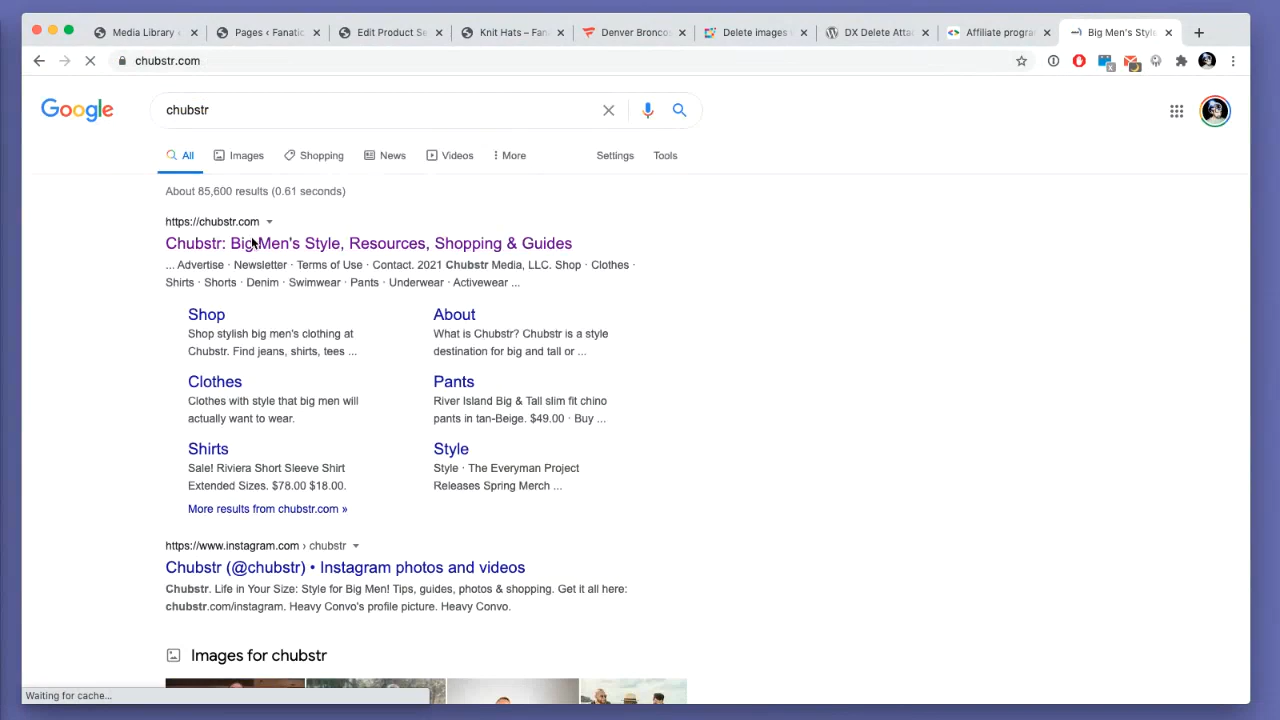 Media Library ‹
Pages ‹ Fanatic
Edit Product Se
Knit Hats – Fan
Denver Bronco
Delete images
DX Delete Atta
Affiliate progra
Big Men's Style
chubstr.com
Google
chubstr
All
Images
Shopping
News
Videos
More
Settings
Tools
About 85,600 results (0.61 seconds)
https://chubstr.com
Chubstr: Big Men's Style, Resources, Shopping & Guides
... Advertise · Newsletter · Terms of Use · Contact. 2021 Chubstr Media, LLC. Shop · Clothes ·
Shirts · Shorts · Denim · Swimwear · Pants · Underwear · Activewear ...
Shop
Shop stylish big men's clothing at
Chubstr. Find jeans, shirts, tees ...
About
What is Chubstr? Chubstr is a style
destination for big and tall or ...
Clothes
Clothes with style that big men will
actually want to wear.
Pants
River Island Big & Tall slim fit chino
pants in tan-Beige. $49.00 · Buy ...
Shirts
Sale! Riviera Short Sleeve Shirt
Extended Sizes. $78.00 $18.00.
Style
Style · The Everyman Project
Releases Spring Merch ...
More results from chubstr.com »
https://www.instagram.com › chubstr
Chubstr (@chubstr) • Instagram photos and videos
Chubstr. Life in Your Size: Style for Big Men! Tips, guides, photos & shopping. Get it all here:
chubstr.com/instagram. Heavy Convo's profile picture. Heavy Convo.
Images for chubstr
Waiting for cache...